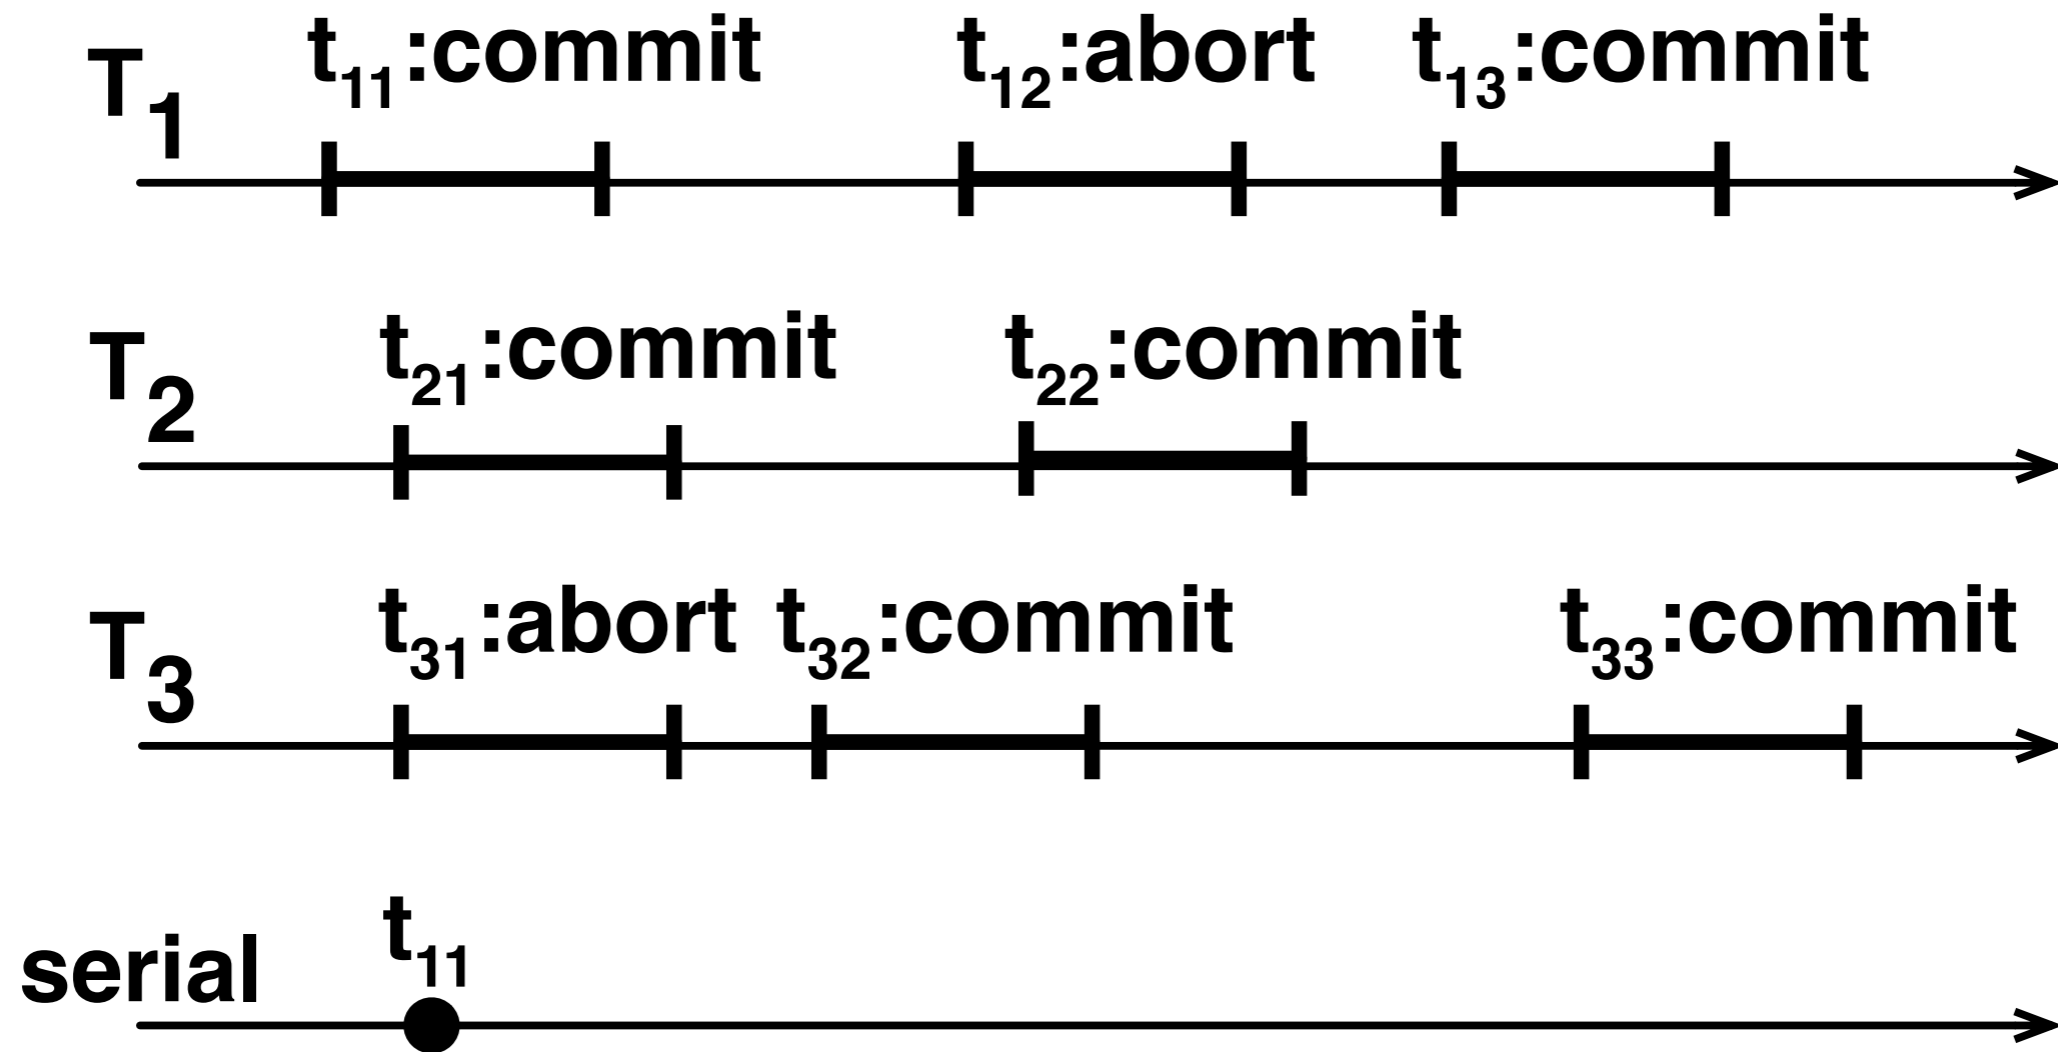 T1 t11:commit t12:abort t13:commit
T2 t21:commit t22:commit
T3 t31:abort t32:commit t33:commit
serial t11